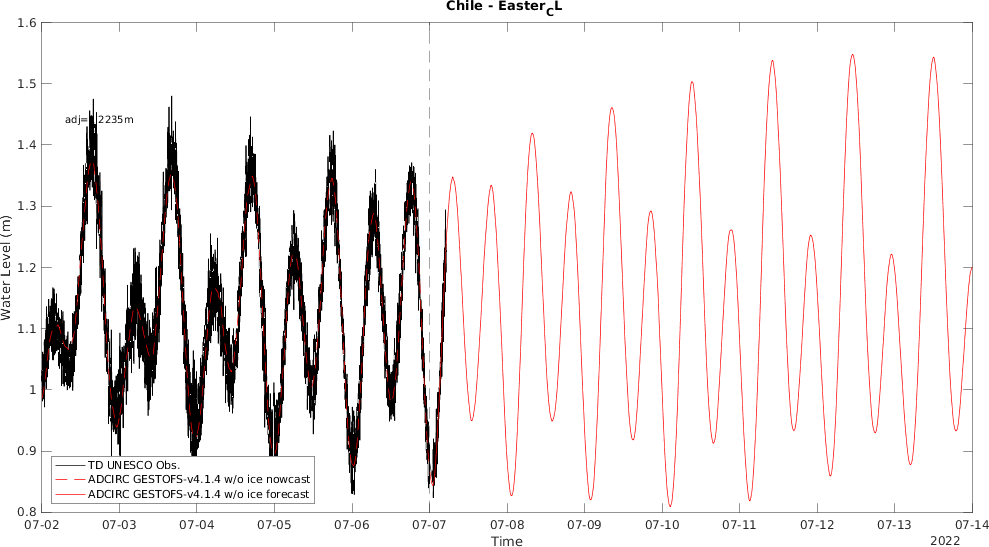 Chile - Easter_CL
1.6
1.5
1.4
1.3
1.2
1.1
1
0.9
0.8
Water Level (m)
adj= 2235m
TD UNESCO Obs.
ADCIRC GESTOFS-v4.1.4 w/o ice nowcast
ADCIRC GESTOFS-v4.1.4 w/o ice forecast
07-02 07-03 07-04 07-05 07-06 07-07 07-08 07-09 07-10 07-11 07-12 07-13 07-14
Time
2022